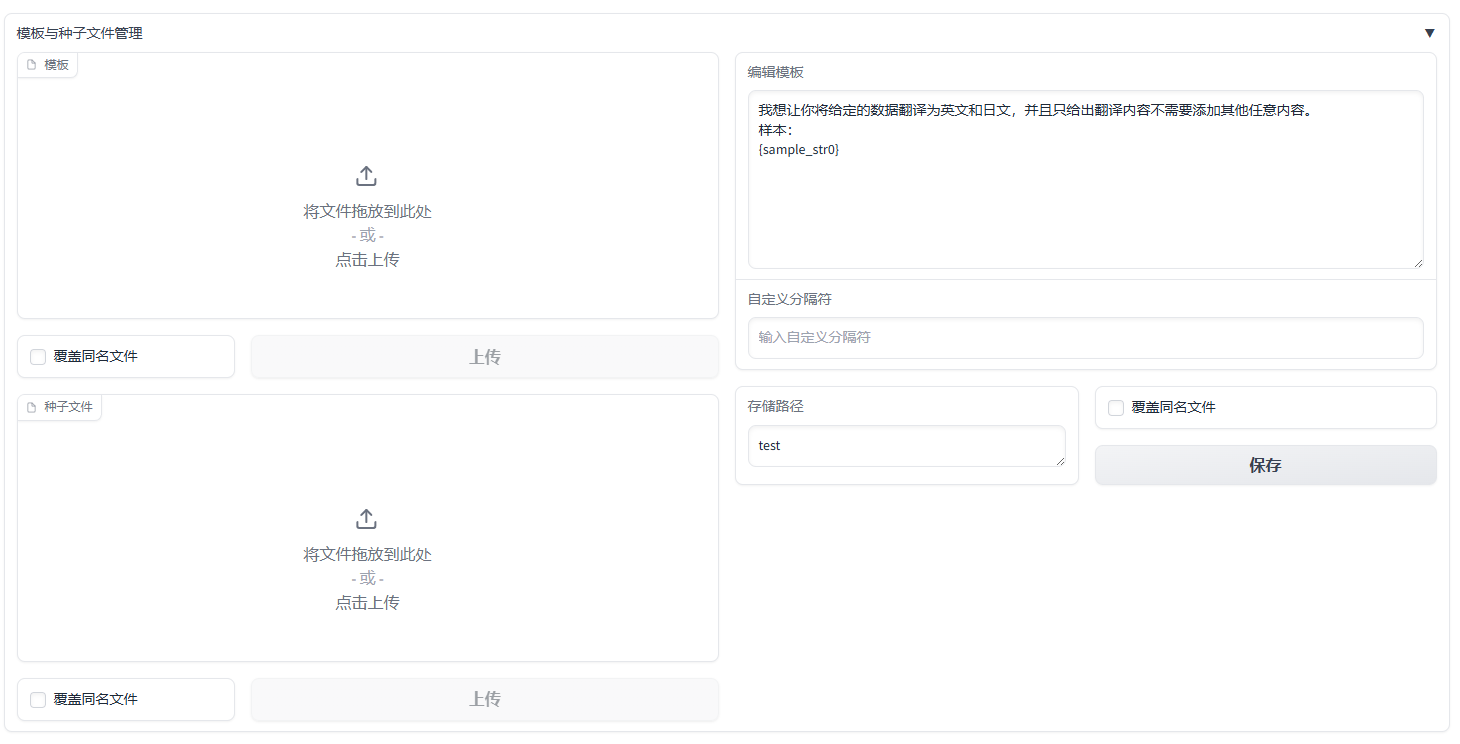 模板与种子文件管理
▼
模板
将文件拖放到此处
- 或 -
点击上传
覆盖同名文件
上传
种子文件
将文件拖放到此处
- 或 -
点击上传
覆盖同名文件
上传
编辑模板
我想让你将给定的数据翻译为英文和日文，并且只给出翻译内容不需要添加其他任意内容。
样本：
{sample_str0}
自定义分隔符
输入自定义分隔符
存储路径
test
覆盖同名文件
保存